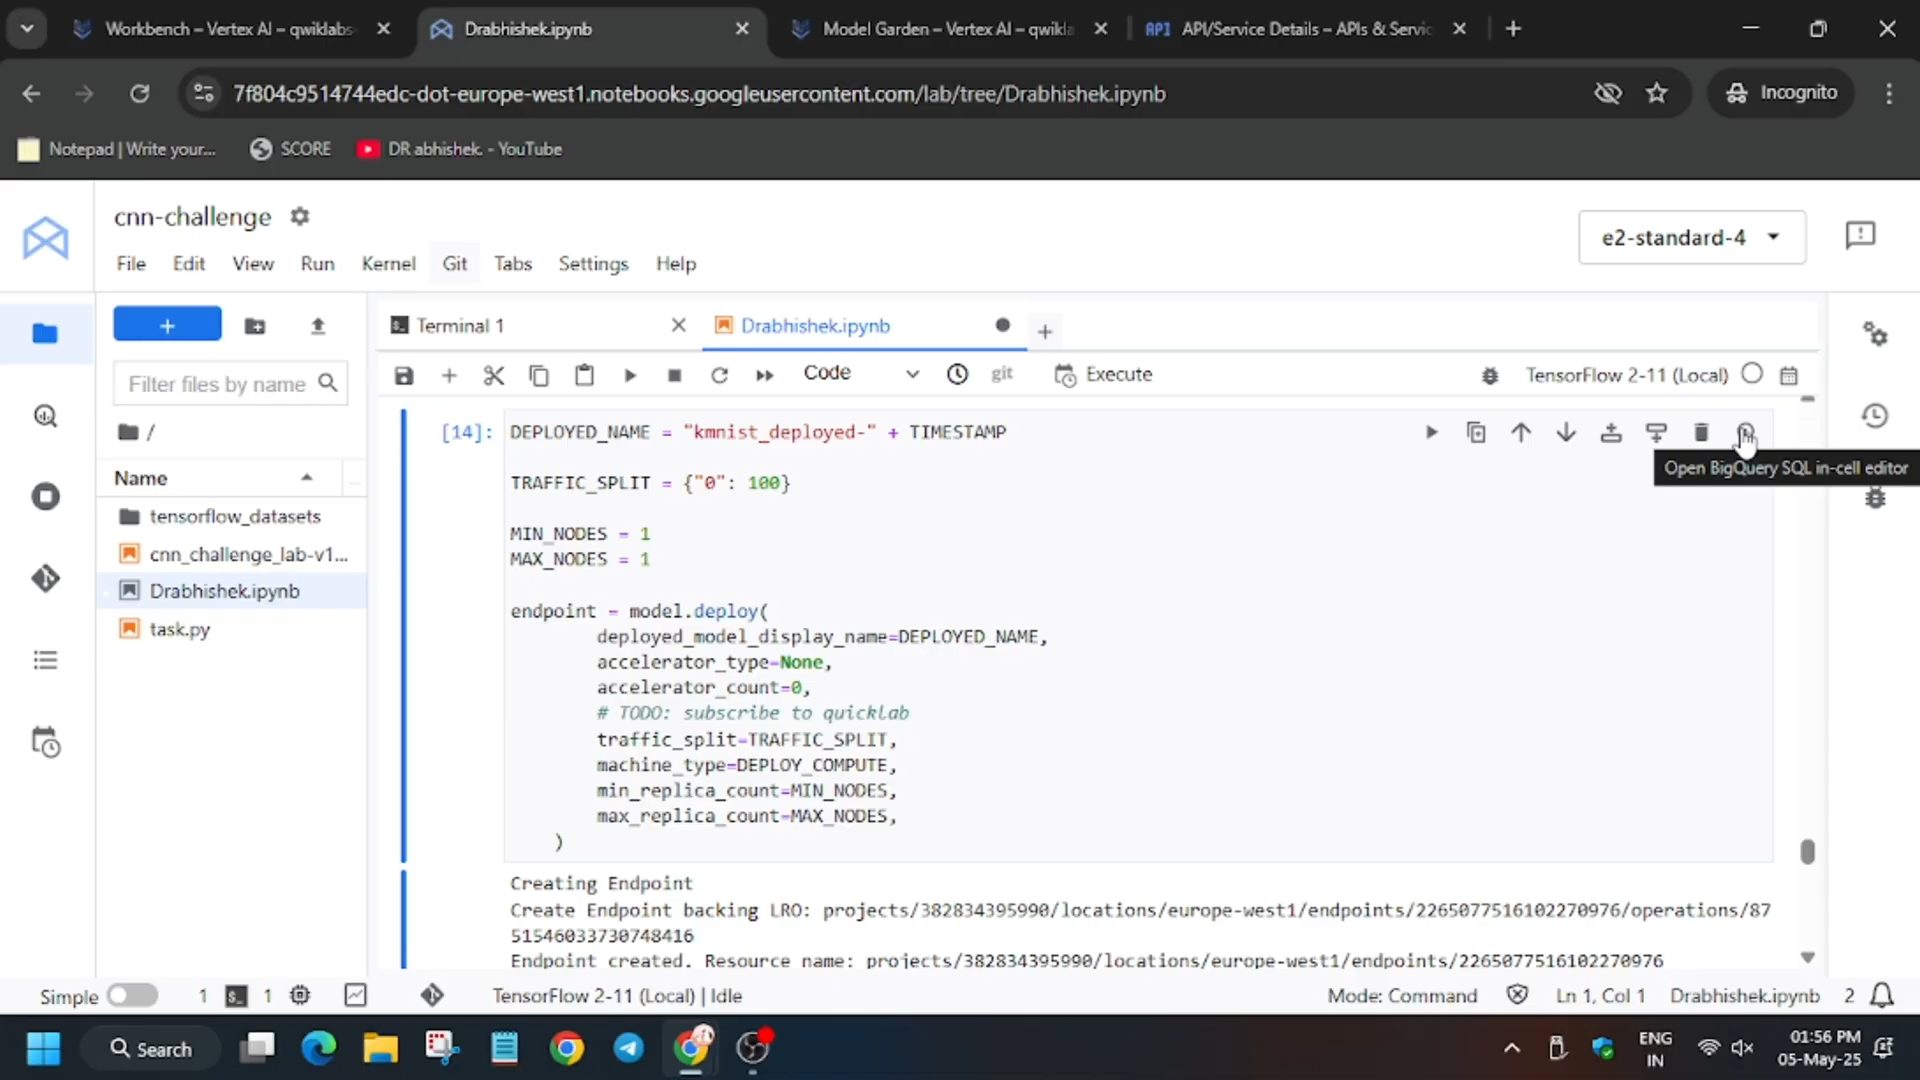 Workbench – Vertex AI – qwiklabs
Drabhishek.ipynb
Model Garden – Vertex AI – qwikla
API API/Service Details – APIs & Servic
7f804c9514744edc-dot-europe-west1.notebooks.googleusercontent.com/lab/tree/Drabhishek.ipynb
Incognito
Notepad | Write your...
SCORE
DR abhishek. - YouTube
cnn-challenge
e2-standard-4
File Edit View Run Kernel Git Tabs Settings Help
Terminal 1
Drabhishek.ipynb
Code
git
Execute
TensorFlow 2-11 (Local)
Filter files by name
/
Name
tensorflow_datasets
cnn_challenge_lab-v1...
Drabhishek.ipynb
task.py
[14]: DEPLOYED_NAME = "kmnist_deployed-" + TIMESTAMP
Open BigQuery SQL in-cell editor
TRAFFIC_SPLIT = {"0": 100}
MIN_NODES = 1
MAX_NODES = 1
endpoint = model.deploy(
deployed_model_display_name=DEPLOYED_NAME,
accelerator_type=None,
accelerator_count=0,
# TODO: subscribe to quicklab
traffic_split=TRAFFIC_SPLIT,
machine_type=DEPLOY_COMPUTE,
min_replica_count=MIN_NODES,
max_replica_count=MAX_NODES,
)
Creating Endpoint
Create Endpoint backing LRO: projects/382834395990/locations/europe-west1/endpoints/2265077516102270976/operations/87
51546033730748416
Endpoint created. Resource name: projects/382834395990/locations/europe-west1/endpoints/2265077516102270976
Simple 1 1 TensorFlow 2-11 (Local) | Idle Mode: Command Ln 1, Col 1 Drabhishek.ipynb 2
Search
ENG
IN
01:56 PM
05-May-25